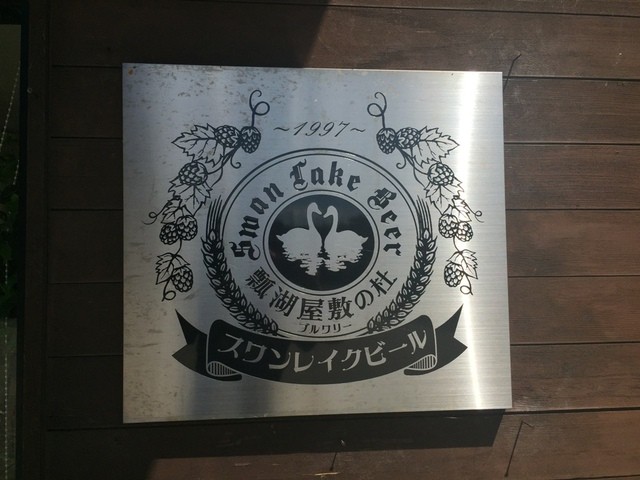 ~1997~
Swan Lake Beer
瓢湖屋敷の杜
ブルワリー
スワンレイクビール